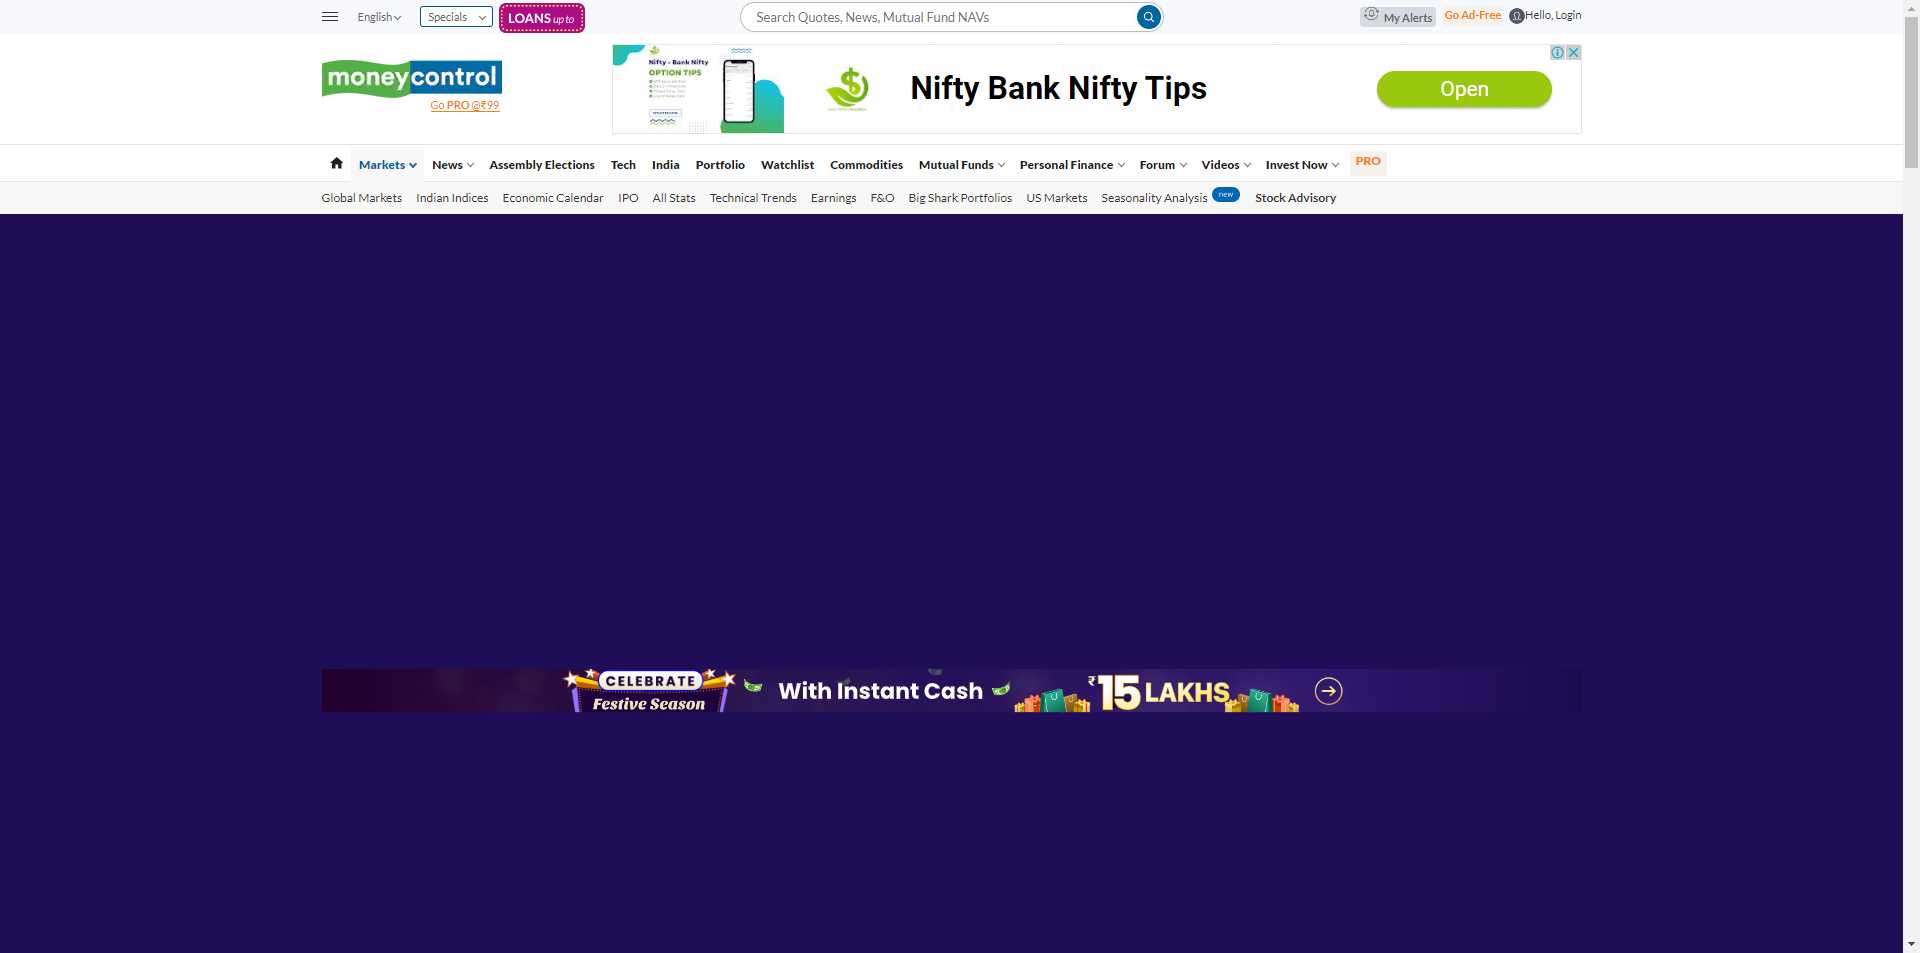 English
Specials
LOANS up to
Search Quotes, News, Mutual Fund NAVs
My Alerts
Go Ad-Free
Hello, Login
moneycontrol
Go PRO @₹99
Nifty - Bank Nifty
OPTION TIPS
Nifty Bank Nifty Tips
Open
Markets
News
Assembly Elections
Tech
India
Portfolio
Watchlist
Commodities
Mutual Funds
Personal Finance
Forum
Videos
Invest Now
PRO
Global Markets
Indian Indices
Economic Calendar
IPO
All Stats
Technical Trends
Earnings
F&O
Big Shark Portfolios
US Markets
Seasonality Analysis
new
Stock Advisory
CELEBRATE
Festive Season
With Instant Cash
₹15 LAKHS